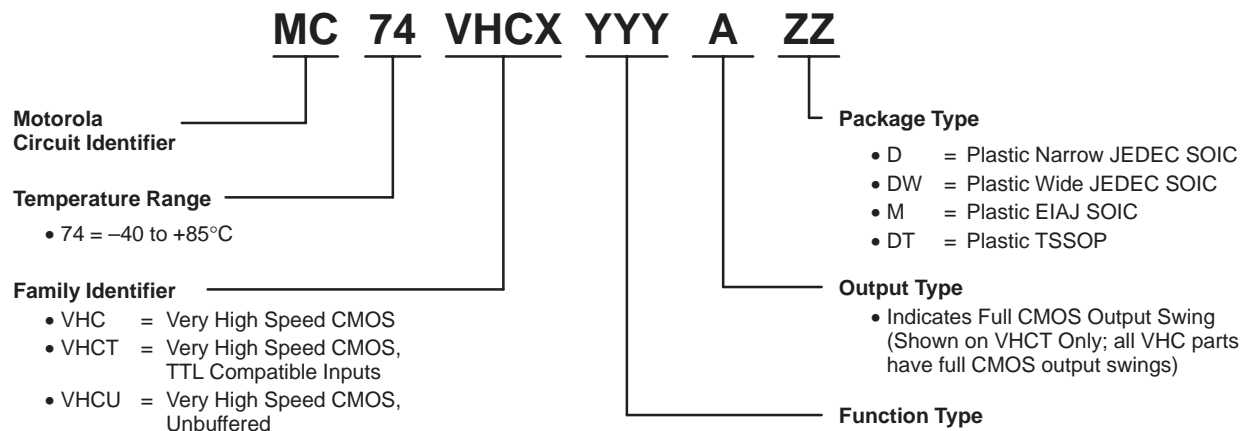 MC 74 VHCX YYY A ZZ
Motorola
Circuit Identifier
Temperature Range
• 74 = –40 to +85°C
Family Identifier
• VHC = Very High Speed CMOS
• VHCT = Very High Speed CMOS,
TTL Compatible Inputs
• VHCU = Very High Speed CMOS,
Unbuffered
Package Type
• D = Plastic Narrow JEDEC SOIC
• DW = Plastic Wide JEDEC SOIC
• M = Plastic EIAJ SOIC
• DT = Plastic TSSOP
Output Type
• Indicates Full CMOS Output Swing
(Shown on VHCT Only; all VHC parts
have full CMOS output swings)
Function Type